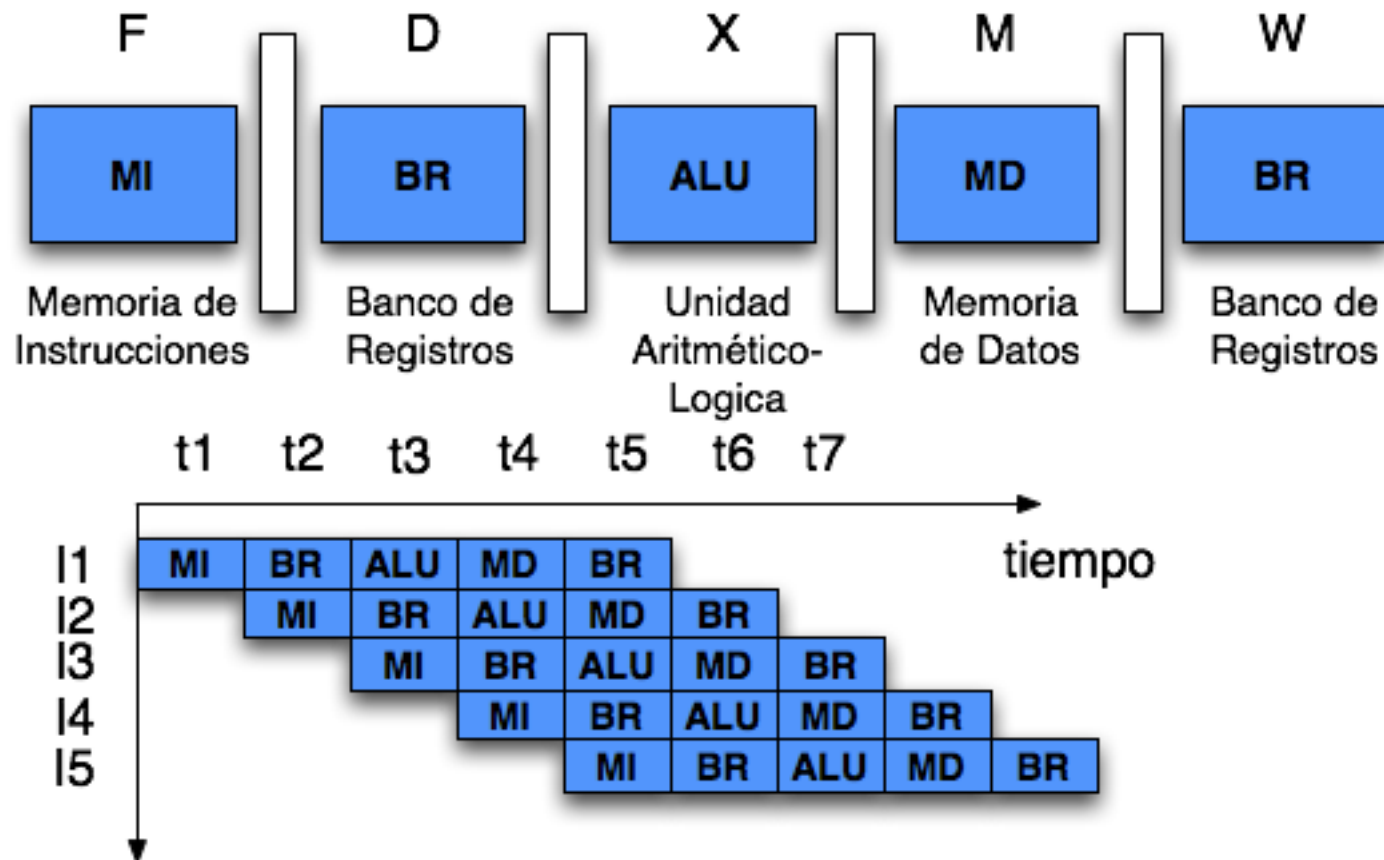 F D X M W
MI BR ALU MD BR
Memoria de Instrucciones
Banco de Registros
Unidad Aritmético-Logica
Memoria de Datos
Banco de Registros
t1 t2 t3 t4 t5 t6 t7
tiempo
I1 MI BR ALU MD BR
I2 MI BR ALU MD BR
I3 MI BR ALU MD BR
I4 MI BR ALU MD BR
I5 MI BR ALU MD BR